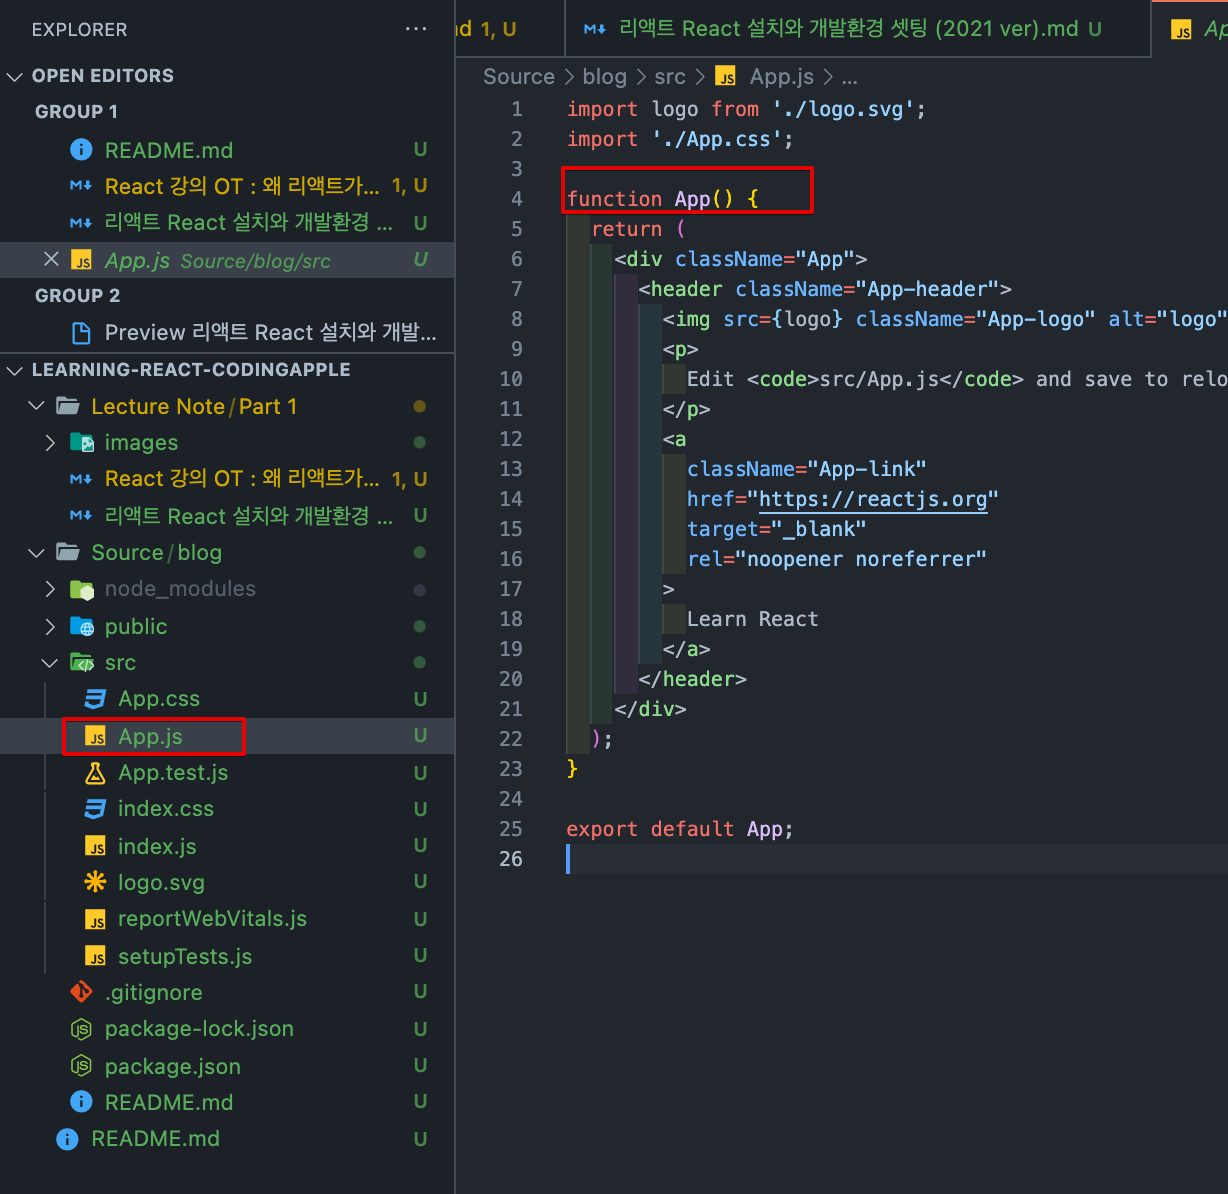 EXPLORER ...
OPEN EDITORS
GROUP 1
README.md U
React 강의 OT : 왜 리액트가... 1, U
리액트 React 설치와 개발환경 ... U
App.js Source/blog/src U
GROUP 2
Preview 리액트 React 설치와 개발...
LEARNING-REACT-CODINGAPPLE
Lecture Note/Part 1
images
React 강의 OT : 왜 리액트가... 1, U
리액트 React 설치와 개발환경 ... U
Source/blog
node_modules
public
src
App.css U
App.js U
App.test.js U
index.css U
index.js U
logo.svg U
reportWebVitals.js U
setupTests.js U
.gitignore U
package-lock.json U
package.json U
README.md U
README.md U
d 1, U
리액트 React 설치와 개발환경 셋팅 (2021 ver).md U
Ap
Source > blog > src > App.js > ...
1 import logo from './logo.svg';
2 import './App.css';
3
4 function App() {
5 return (
6 <div className="App">
7 <header className="App-header">
8 <img src={logo} className="App-logo" alt="logo"
9 <p>
10 Edit <code>src/App.js</code> and save to relo
11 </p>
12 <a
13 className="App-link"
14 href="https://reactjs.org"
15 target="_blank"
16 rel="noopener noreferrer"
17 >
18 Learn React
19 </a>
20 </header>
21 </div>
22 );
23 }
24
25 export default App;
26